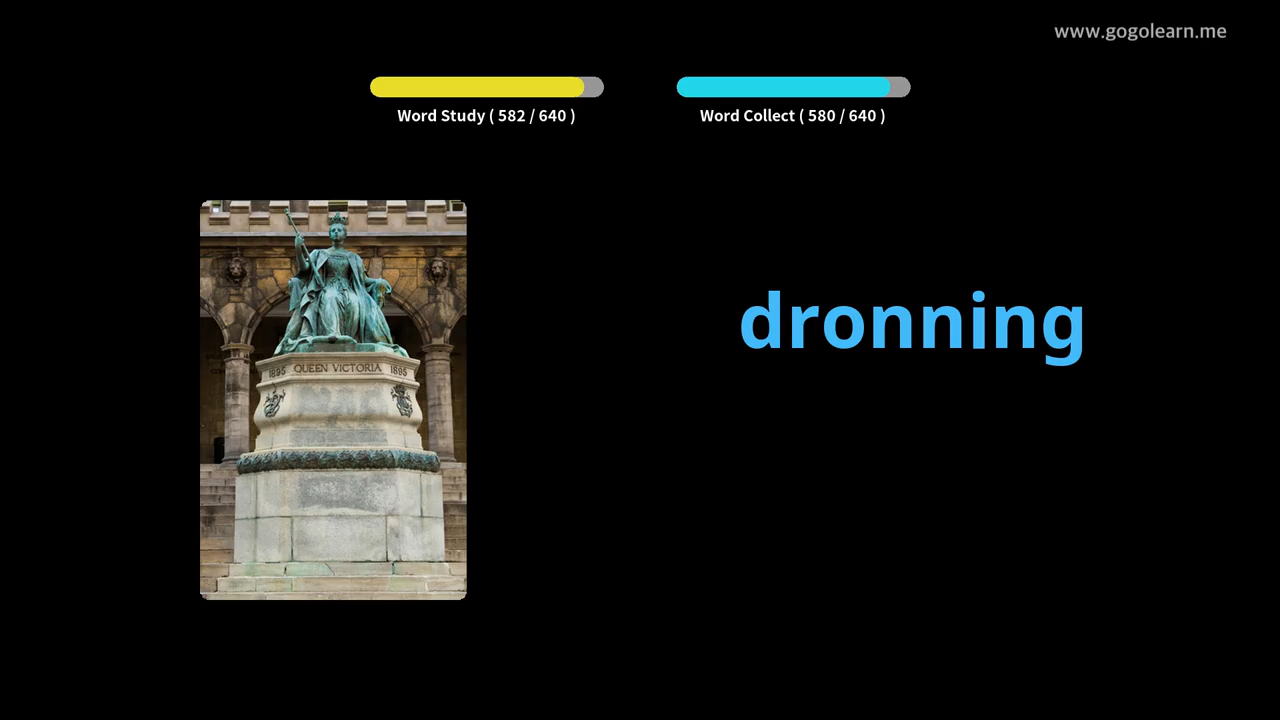 www.gogolearn.me
Word Study ( 582 / 640 )
Word Collect ( 580 / 640 )
1895 QUEEN VICTORIA 1895
dronning